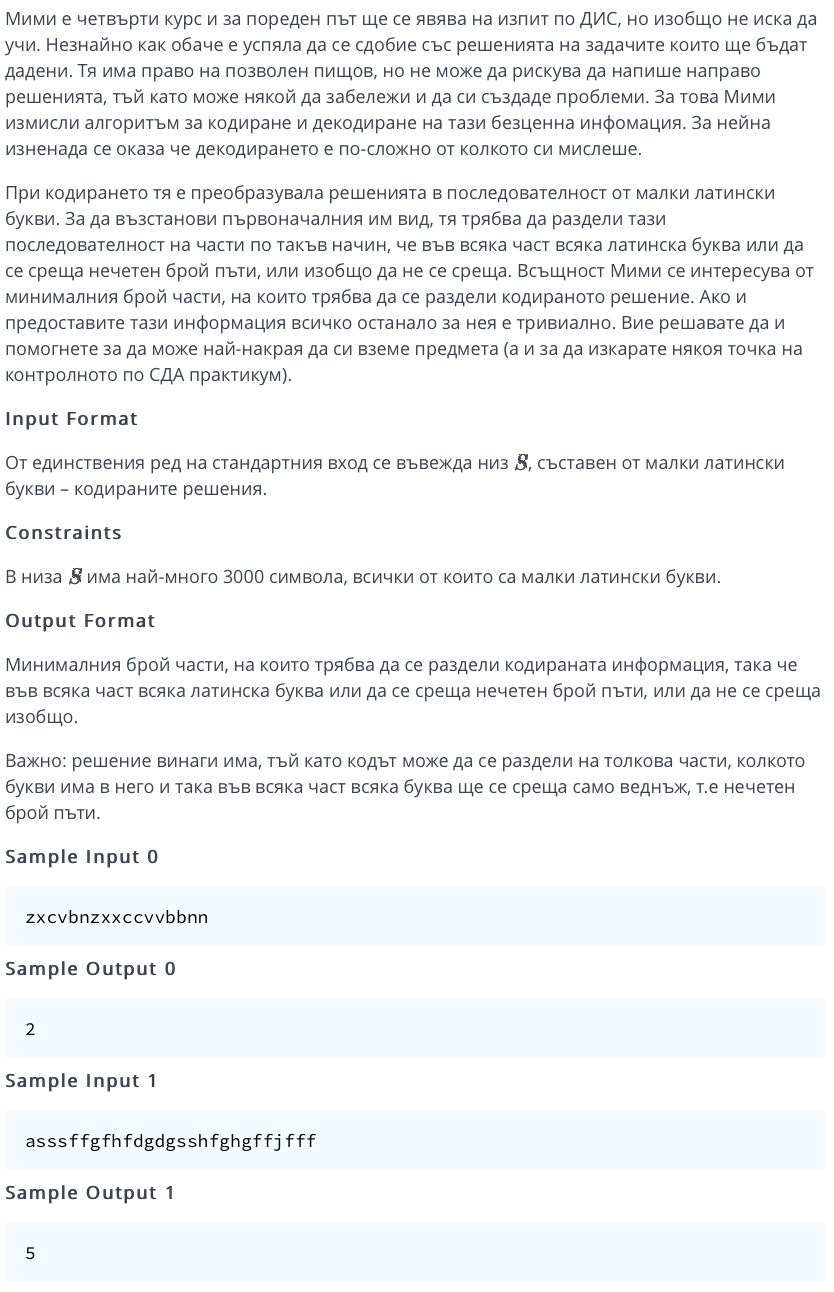 Мими е четвърти курс и за пореден път ще се явява на изпит по ДИС, но изобщо не иска да
учи. Незнайно как обаче е успяла да се сдобие със решенията на задачите които ще бъдат
дадени. Тя има право на позволен пищов, но не може да рискува да напише направо
решенията, тъй като може някой да забележи и да си създаде проблеми. За това Мими
измисли алгоритъм за кодиране и декодиране на тази безценна инфомация. За нейна
изненада се оказа че декодирането е по-сложно от колкото си мислеше.
При кодирането тя е преобразувала решенията в последователност от малки латински
букви. За да възстанови първоначалния им вид, тя трябва да раздели тази
последователност на части по такъв начин, че във всяка част всяка латинска буква или да
се среща нечетен брой пъти, или изобщо да не се среща. Всъщност Мими се интересува от
минималния брой части, на които трябва да се раздели кодираното решение. Ако и
предоставите тази информация всичко останало за нея е тривиално. Вие решавате да и
помогнете за да може най-накрая да си вземе предмета (а и за да изкарате някоя точка на
контролното по СДА практикум).
Input Format
От единствения ред на стандартния вход се въвежда низ S, съставен от малки латински
букви – кодираните решения.
Constraints
В низа S има най-много 3000 символа, всички от които са малки латински букви.
Output Format
Минималния брой части, на които трябва да се раздели кодираната информация, така че
във всяка част всяка латинска буква или да се среща нечетен брой пъти, или да не се среща
изобщо.
Важно: решение винаги има, тъй като кодът може да се раздели на толкова части, колкото
букви има в него и така във всяка част всяка буква ще се среща само веднъж, т.е нечетен
брой пъти.
Sample Input 0
zxcvbnzxxccvvbbnn
Sample Output 0
2
Sample Input 1
asssffgfhfdgdgsshfghgffjfff
Sample Output 1
5